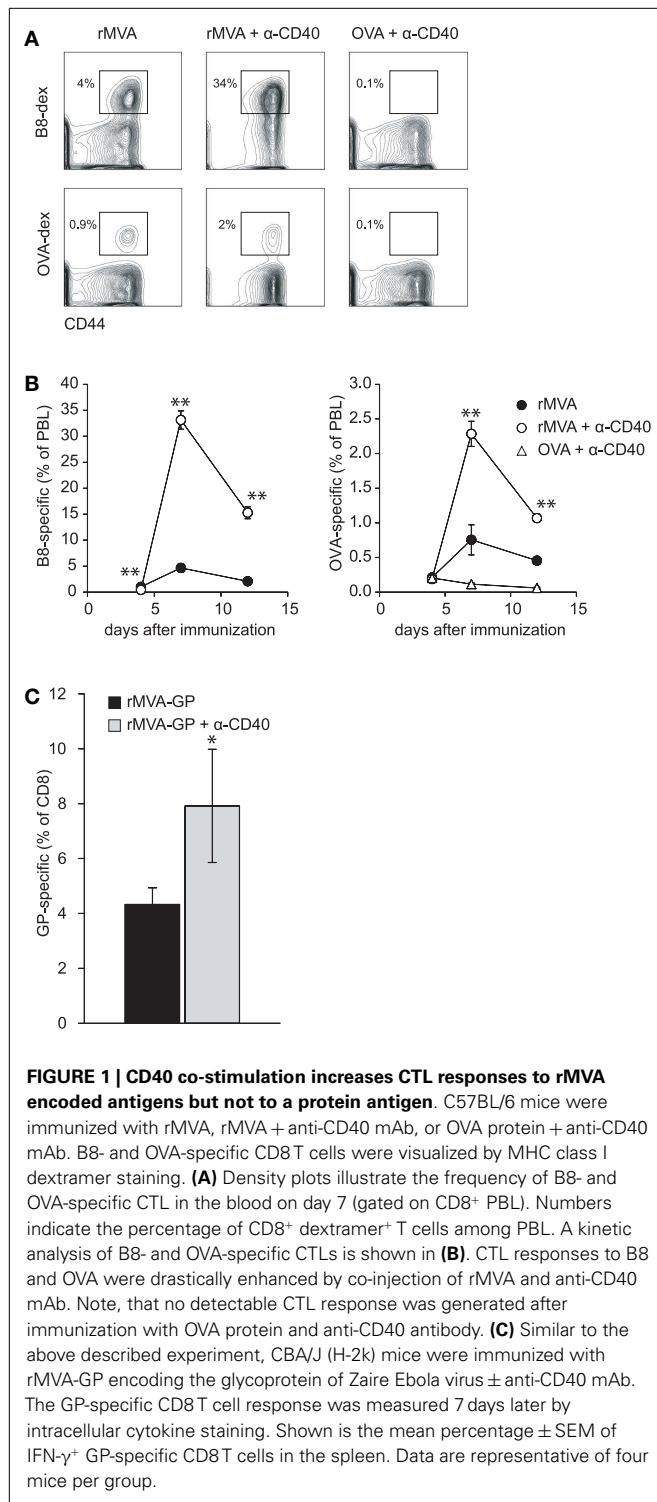 A
rMVA
rMVA + α-CD40
OVA + α-CD40
B8-dex
4%
34%
0.1%
OVA-dex
0.9%
2%
0.1%
CD44
B
B8-specific (% of PBL)
40
35
30
25
20
15
10
5
0
**
**
**
0 5 10 15
days after immunization
OVA-specific (% of PBL)
3.0
2.5
2.0
1.5
1.0
0.5
0.0
**
**
0 5 10 15
days after immunization
rMVA
rMVA + α-CD40
OVA + α-CD40
C
GP-specific (% of CD8)
12
10
8
6
4
2
0
rMVA-GP
rMVA-GP + α-CD40
*
FIGURE 1 | CD40 co-stimulation increases CTL responses to rMVA
encoded antigens but not to a protein antigen. C57BL/6 mice were
immunized with rMVA, rMVA + anti-CD40 mAb, or OVA protein + anti-CD40
mAb. B8- and OVA-specific CD8 T cells were visualized by MHC class I
dextramer staining. (A) Density plots illustrate the frequency of B8- and
OVA-specific CTL in the blood on day 7 (gated on CD8+ PBL). Numbers
indicate the percentage of CD8+ dextramer+ T cells among PBL. A kinetic
analysis of B8- and OVA-specific CTLs is shown in (B). CTL responses to B8
and OVA were drastically enhanced by co-injection of rMVA and anti-CD40
mAb. Note, that no detectable CTL response was generated after
immunization with OVA protein and anti-CD40 antibody. (C) Similar to the
above described experiment, CBA/J (H-2k) mice were immunized with
rMVA-GP encoding the glycoprotein of Zaire Ebola virus ± anti-CD40 mAb.
The GP-specific CD8 T cell response was measured 7 days later by
intracellular cytokine staining. Shown is the mean percentage ± SEM of
IFN-γ+ GP-specific CD8 T cells in the spleen. Data are representative of four
mice per group.